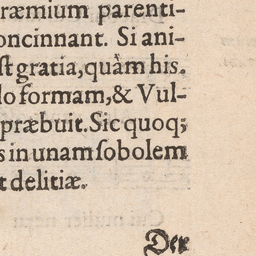 ræmium parenti-
oncinnant. Si ani-
ſt gratia, quàm his.
lo formam, & Vul-
præbuit. Sic quoq;
s in unam ſobolem
t delitiæ.
Der